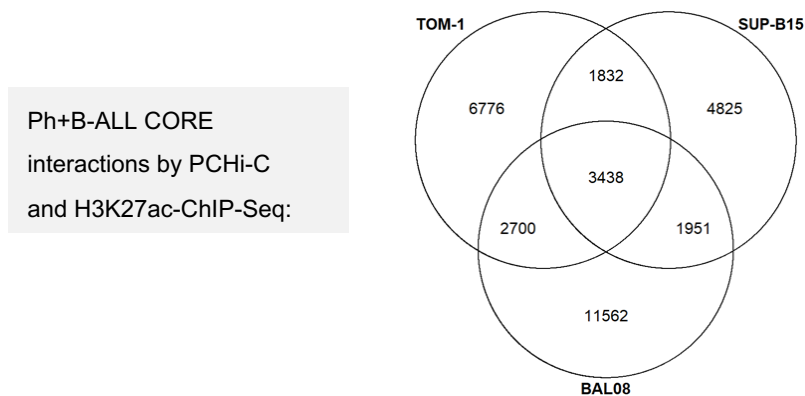 Ph+B-ALL CORE
interactions by PCHi-C
and H3K27ac-ChIP-Seq:
TOM-1
SUP-B15
1832
6776
4825
3438
2700
1951
11562
BAL08